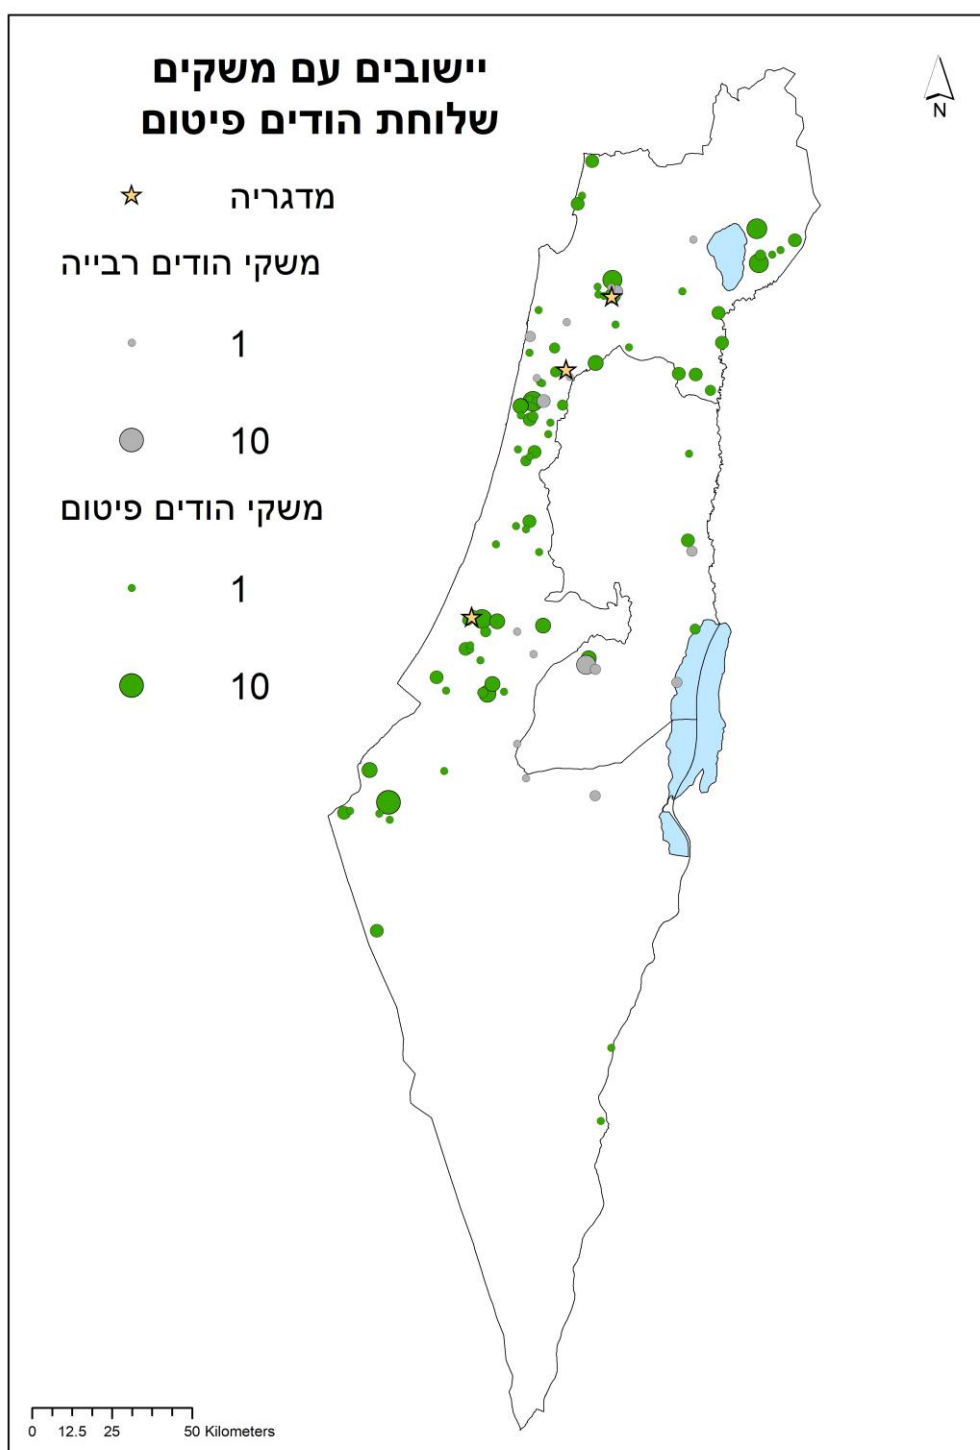 יישובים עם משקים
שלוחת הודים פיטום
N
מדגריה
משקי הודים רבייה
1
10
משקי הודים פיטום
1
10
0 12.5 25 50 Kilometers